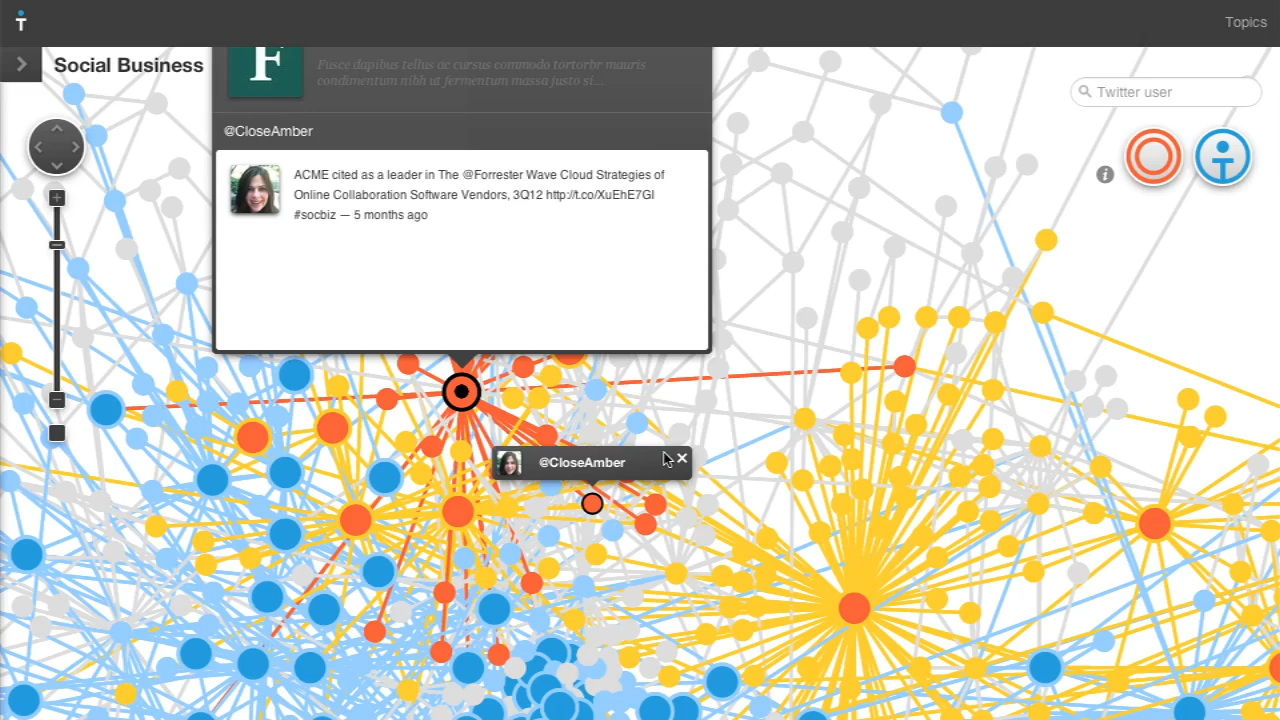 Topics
Social Business
F
Fusce dapibus tellus ac cursus commodo tortorbr mauris
condimentum nibh ut fermentum massa justo si...
Twitter user
@CloseAmber
ACME cited as a leader in The @Forrester Wave Cloud Strategies of
Online Collaboration Software Vendors, 3Q12 http://t.co/XuEhE7GI
#socbiz — 5 months ago
@CloseAmber